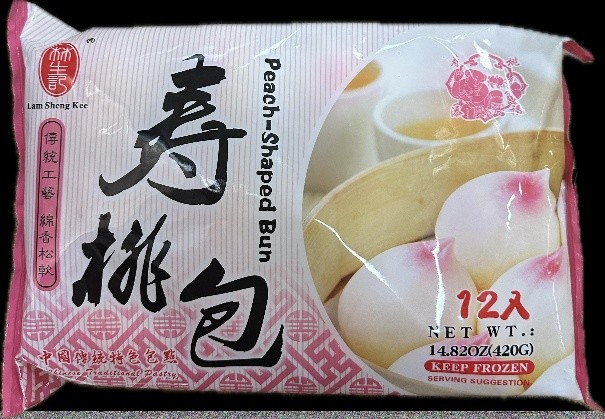 林生記
®
Lam Sheng Kee
傳統工藝 綿香松軟
壽桃包
Peach-Shaped Bun
壽 桃
12入
NET WT.:
14.82OZ(420G)
KEEP FROZEN
SERVING SUGGESTION
中國傳統特色包點
Chinese Traditional Pastry